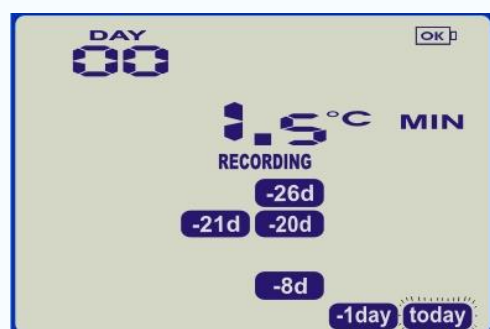 DAY
OK
00
1.5°C MIN
RECORDING
-26d
-21d -20d
-8d
-1day today